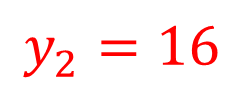 y₂ = 16